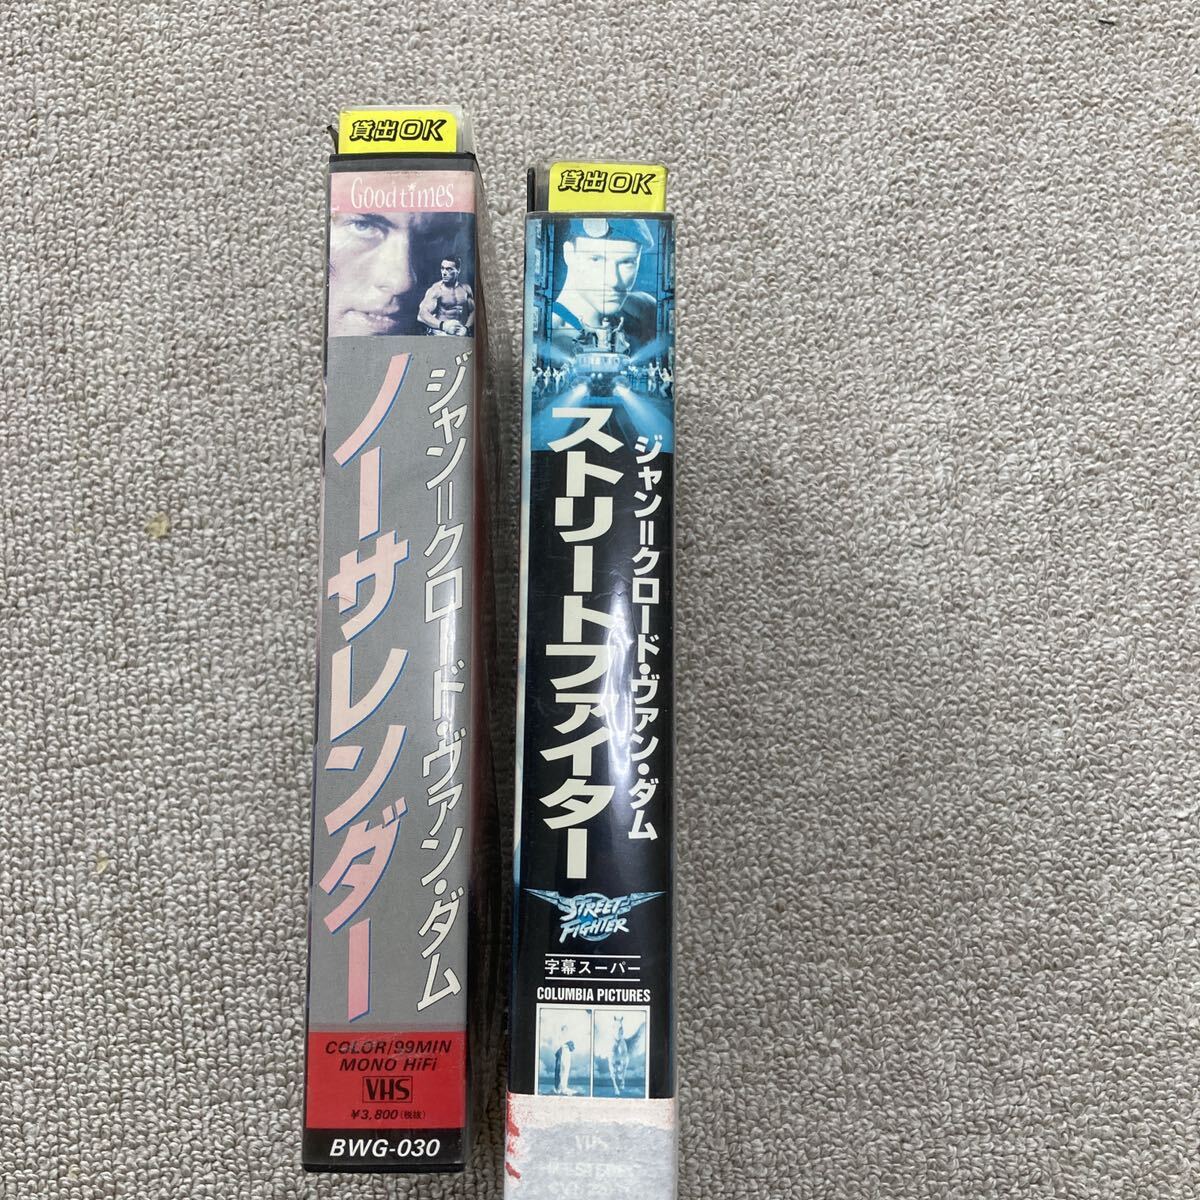 貸出OK
Goodtimes
ジャン=クロード・ヴァン・ダム
ノーサレンダー
COLOR/99MIN
MONO HiFi
VHS
¥3,800(税抜)
BWG-030
貸出OK
ジャン=クロード・ヴァン・ダム
ストリートファイター
STREET
FIGHTER
字幕スーパー
COLUMBIA PICTURES
VHS